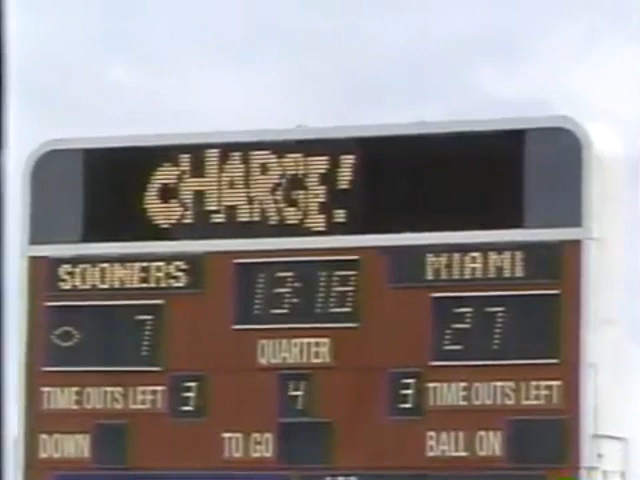 CHARGE!
SOONERS 13:18 MIAMI
7 27
QUARTER
TIME OUTS LEFT 3 4 3 TIME OUTS LEFT
DOWN TO GO BALL ON